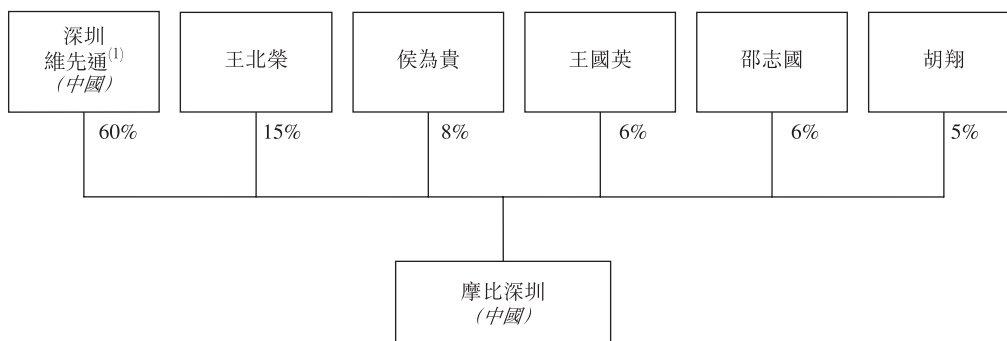 深圳
維先通(1)
(中國)
王北榮
侯為貴
王國英
邵志國
胡翔
60%
15%
8%
6%
6%
5%
摩比深圳
(中國)